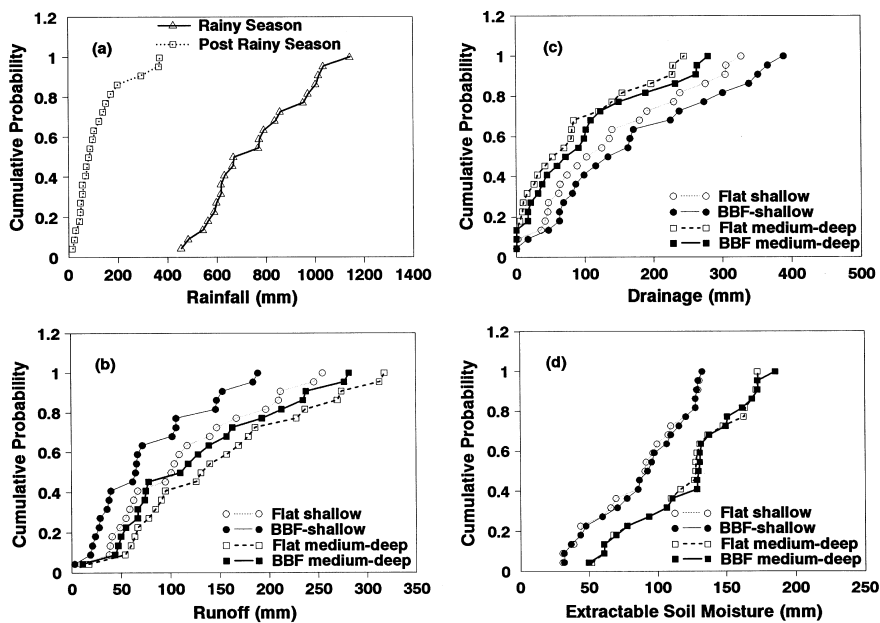 (a)
Rainy Season
Post Rainy Season
Cumulative Probability
1.2
1
0.8
0.6
0.4
0.2
0
0 200 400 600 800 1000 1200 1400
Rainfall (mm)
(c)
Flat shallow
BBF-shallow
Flat medium-deep
BBF medium-deep
Cumulative Probability
1.2
1
0.8
0.6
0.4
0.2
0
0 100 200 300 400 500
Drainage (mm)
(b)
Flat shallow
BBF-shallow
Flat medium-deep
BBF medium-deep
Cumulative Probability
1.2
1
0.8
0.6
0.4
0.2
0
0 50 100 150 200 250 300 350
Runoff (mm)
(d)
Flat shallow
BBF-shallow
Flat medium-deep
BBF medium-deep
Cumulative Probability
1.2
1
0.8
0.6
0.4
0.2
0
0 50 100 150 200 250
Extractable Soil Moisture (mm)